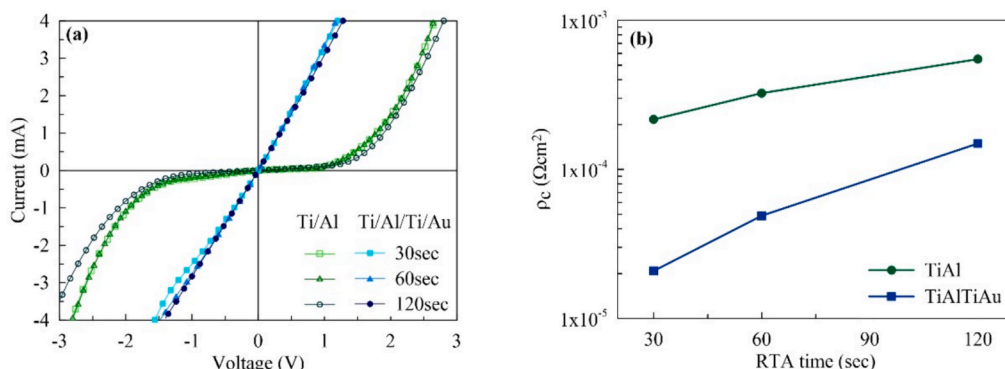 (a)
Current (mA)
4
3
2
1
0
-1
-2
-3
-4
-3 -2 -1 0 1 2 3
Voltage (V)
Ti/Al Ti/Al/Ti/Au
30sec
60sec
120sec
(b)
ρc (Ωcm2)
1x10-3
1x10-4
1x10-5
30 60 90 120
RTA time (sec)
TiAl
TiAlTiAu